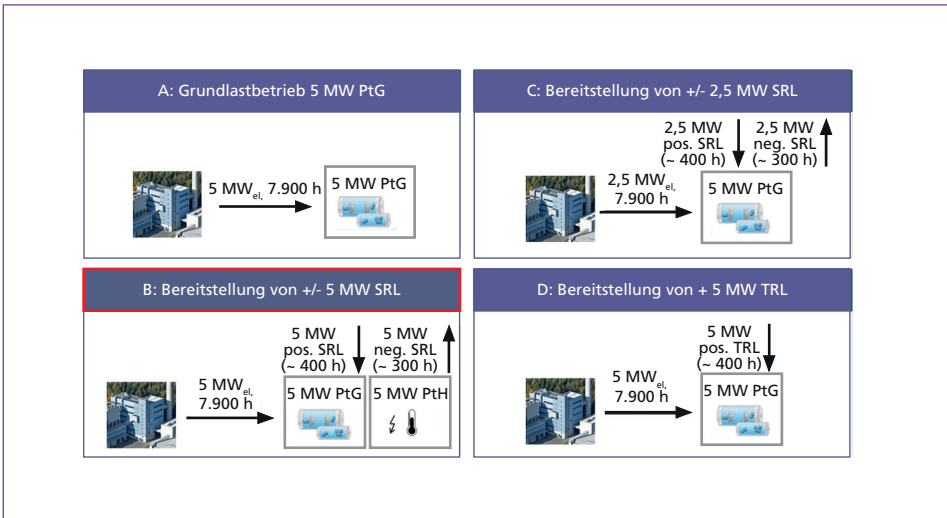 A: Grundlastbetrieb 5 MW PtG
5 MWel, 7.900 h
5 MW PtG
C: Bereitstellung von +/- 2,5 MW SRL
2,5 MW
pos. SRL
(~ 400 h)
2,5 MW
neg. SRL
(~ 300 h)
2,5 MWel,
7.900 h
5 MW PtG
B: Bereitstellung von +/- 5 MW SRL
5 MW
pos. SRL
(~ 400 h)
5 MW
neg. SRL
(~ 300 h)
5 MWel,
7.900 h
5 MW PtG
5 MW PtH
D: Bereitstellung von + 5 MW TRL
5 MW
pos. TRL
(~ 400 h)
5 MWel,
7.900 h
5 MW PtG